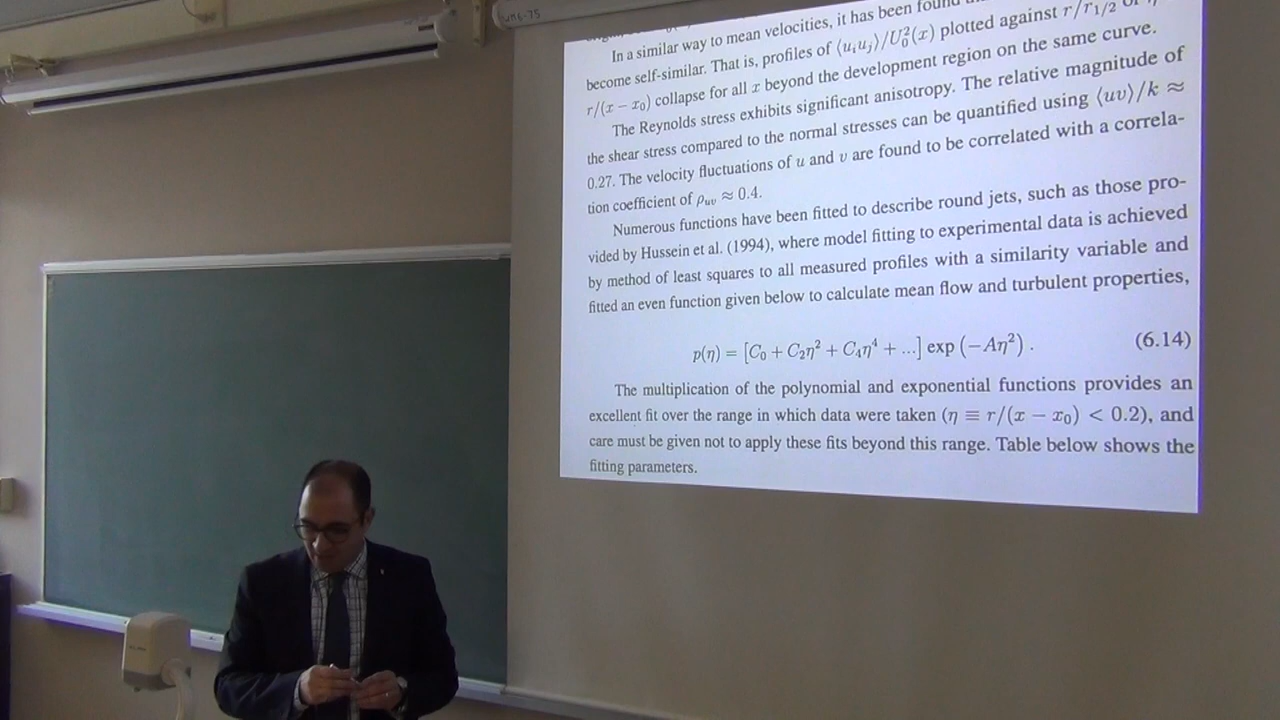 UME-75
In a similar way to mean velocities, it has been found
become self-similar. That is, profiles of ⟨uᵢuⱼ⟩/U₀²(x) plotted against r/r₁/₂ or η
r/(x − x₀) collapse for all x beyond the development region on the same curve.
The Reynolds stress exhibits significant anisotropy. The relative magnitude of
the shear stress compared to the normal stresses can be quantified using ⟨uv⟩/k ≈
0.27. The velocity fluctuations of u and v are found to be correlated with a correla-
tion coefficient of ρᵤᵥ ≈ 0.4.
Numerous functions have been fitted to describe round jets, such as those pro-
vided by Hussein et al. (1994), where model fitting to experimental data is achieved
by method of least squares to all measured profiles with a similarity variable and
fitted an even function given below to calculate mean flow and turbulent properties,
p(η) = [C₀ + C₂η² + C₄η⁴ + ...] exp (−Aη²) . (6.14)
The multiplication of the polynomial and exponential functions provides an
excellent fit over the range in which data were taken (η ≡ r/(x − x₀) < 0.2), and
care must be given not to apply these fits beyond this range. Table below shows the
fitting parameters.